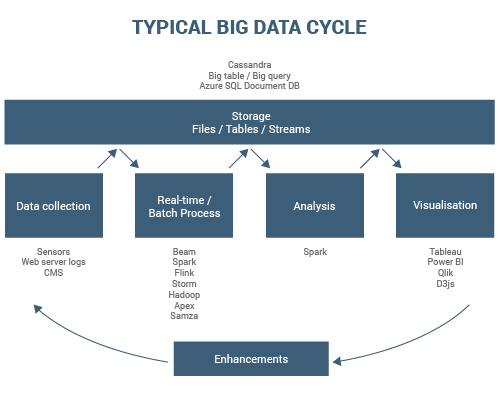 TYPICAL BIG DATA CYCLE
Cassandra
Big table / Big query
Azure SQL Document DB
Storage
Files / Tables / Streams
Data collection
Real-time /
Batch Process
Analysis
Visualisation
Sensors
Web server logs
CMS
Beam
Spark
Flink
Storm
Hadoop
Apex
Samza
Spark
Tableau
Power BI
Qlik
D3js
Enhancements